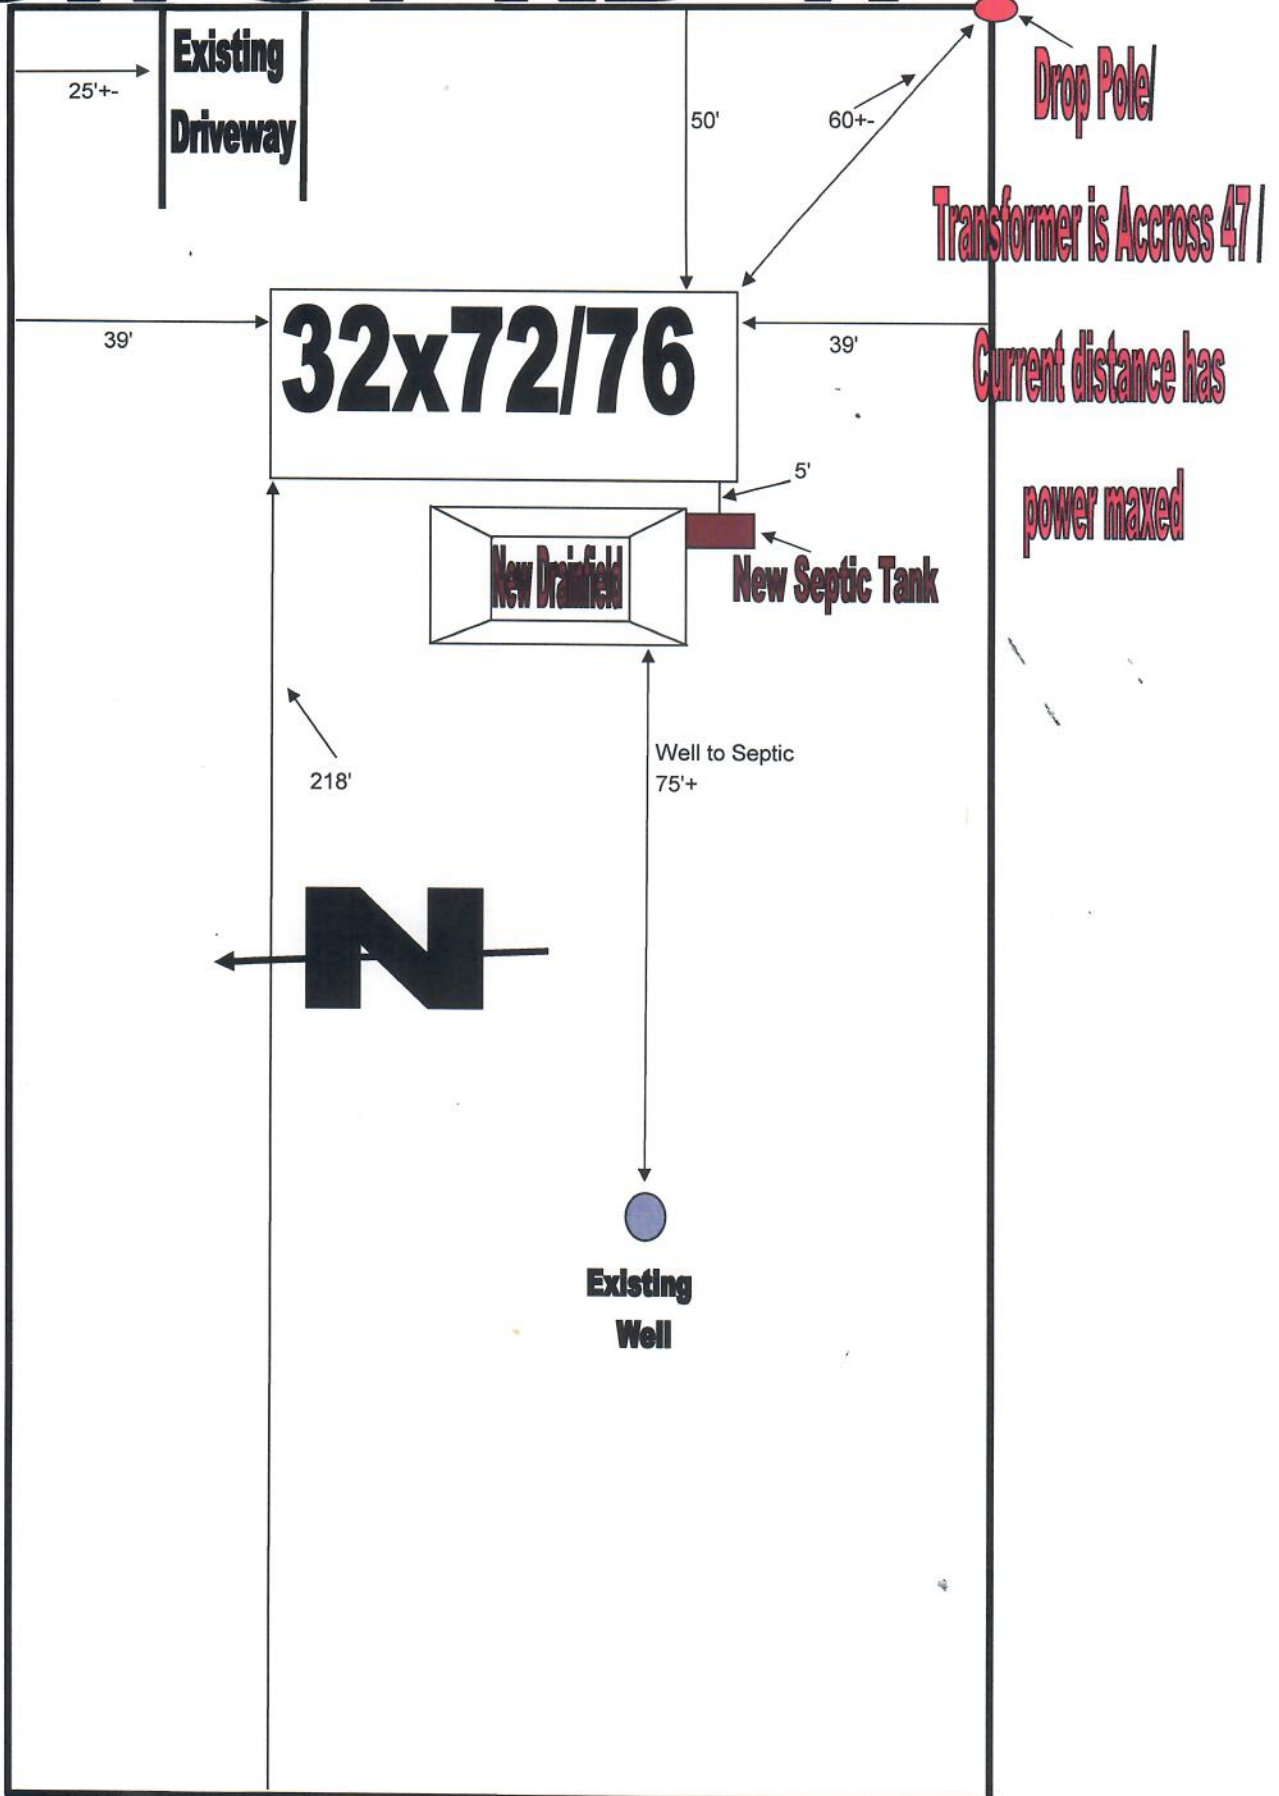 Existing
Driveway
25'+-
50'
60+-
Drop Pole/
Transformer is Accross 47 /
Current distance has
power maxed
39'
32x72/76
39'
5'
New Drainfield
New Septic Tank
218'
Well to Septic
75'+
N
Existing
Well